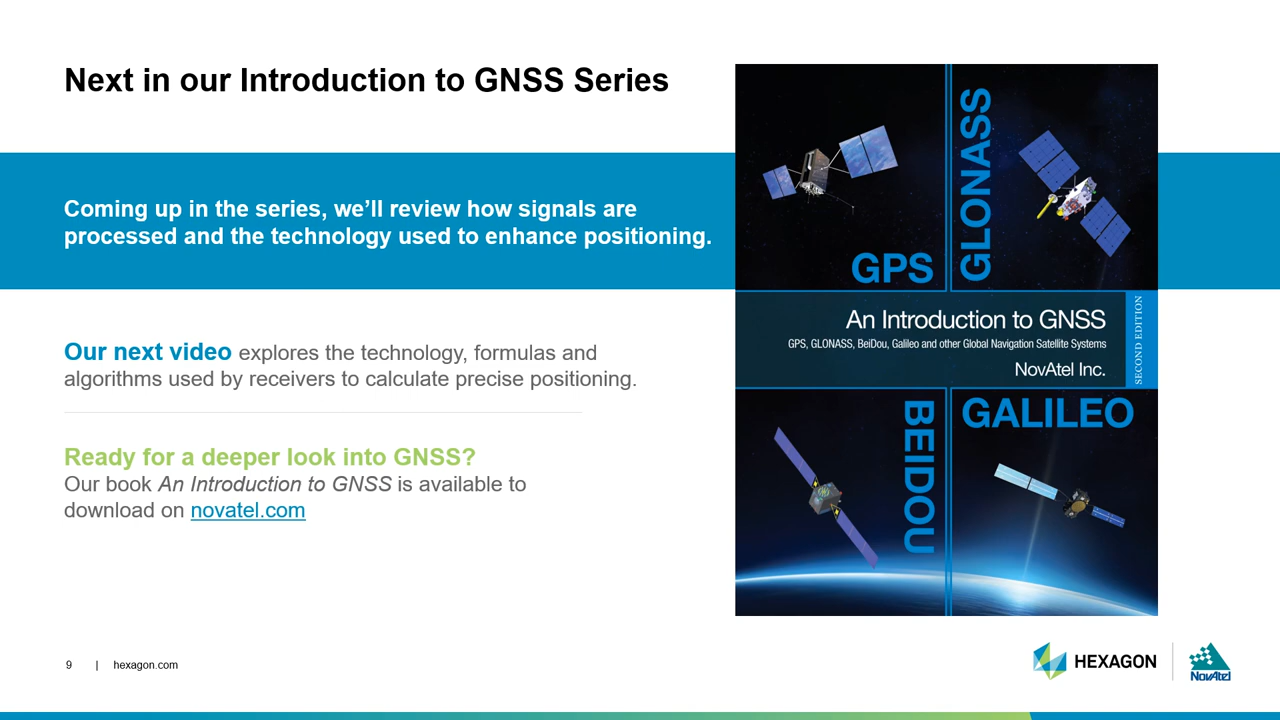 Next in our Introduction to GNSS Series
Coming up in the series, we’ll review how signals are
processed and the technology used to enhance positioning.
Our next video explores the technology, formulas and
algorithms used by receivers to calculate precise positioning.
Ready for a deeper look into GNSS?
Our book An Introduction to GNSS is available to
download on novatel.com
GPS
GLONASS
An Introduction to GNSS
GPS, GLONASS, BeiDou, Galileo and other Global Navigation Satellite Systems
NovAtel Inc.
SECOND EDITION
BEIDOU
GALILEO
9 | hexagon.com
HEXAGON
NovAtel